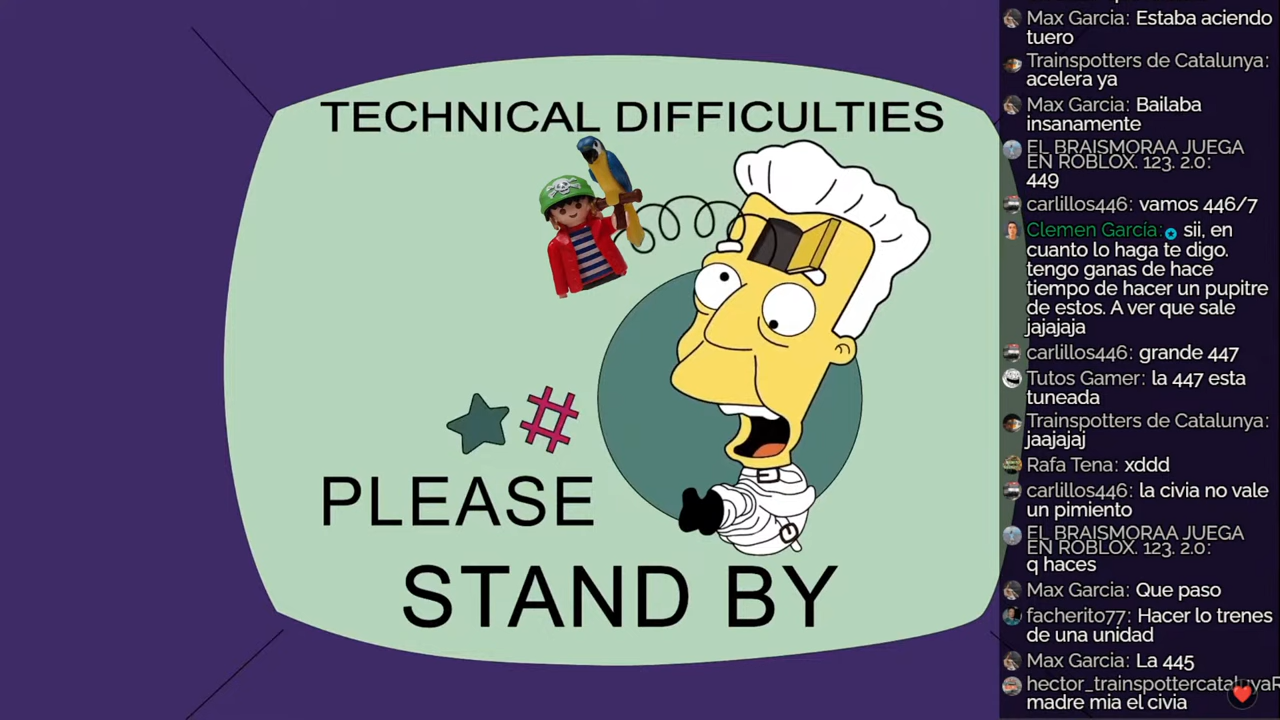 TECHNICAL DIFFICULTIES
PLEASE
STAND BY
Max Garcia: Estaba aciendo
tuero
Trainspotters de Catalunya:
acelera ya
Max Garcia: Bailaba
insanamente
EL BRAISMORAA JUEGA
EN ROBLOX. 123. 2.0:
449
carlillos446: vamos 446/7
Clemen García: sii, en
cuanto lo haga te digo.
tengo ganas de hace
tiempo de hacer un pupitre
de estos. A ver que sale
jajajaja
carlillos446: grande 447
Tutos Gamer: la 447 esta
tuneada
Trainspotters de Catalunya:
jaajajaj
Rafa Tena: xddd
carlillos446: la civia no vale
un pimiento
EL BRAISMORAA JUEGA
EN ROBLOX. 123. 2.0:
q haces
Max Garcia: Que paso
facherito77: Hacer lo trenes
de una unidad
Max Garcia: La 445
madre mia el civia